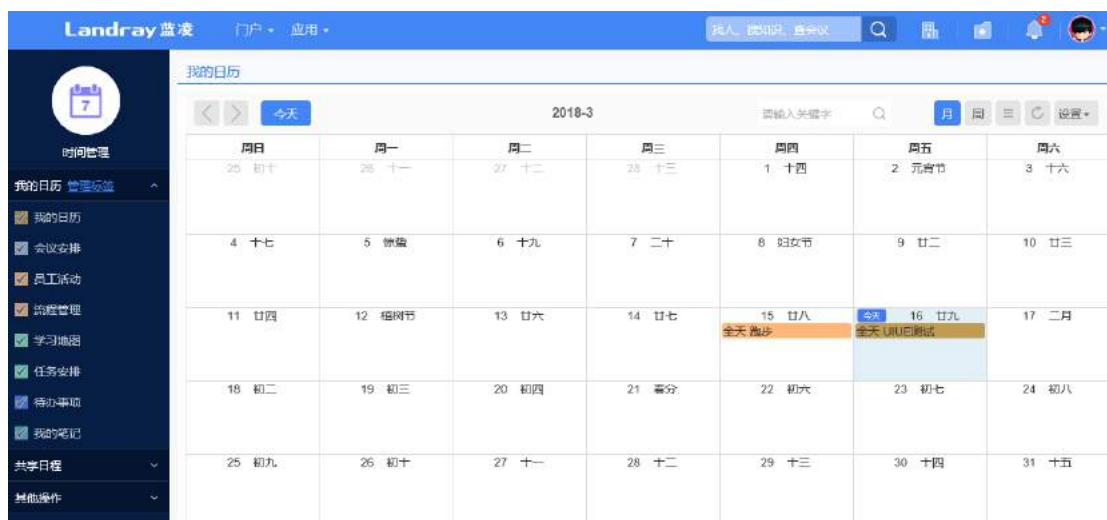 Landray蓝凌 门户 应用 找人、搜知识、查会议 2
7
时间管理
我的日历 管理标签
我的日历
会议安排
员工活动
流程管理
学习地图
任务安排
待办事项
我的笔记
共享日程
其他操作
我的日历
今天 2018-3 请输入关键字 月 周 设置
周日 周一 周二 周三 周四 周五 周六
25 初十 26 十一 27 十二 28 十三 1 十四 2 元宵节 3 十六
4 十七 5 惊蛰 6 十九 7 二十 8 妇女节 9 廿二 10 廿三
11 廿四 12 植树节 13 廿六 14 廿七 15 廿八 今天 16 廿九 17 二月
全天 跑步 全天 UIUE测试
18 初二 19 初三 20 初四 21 春分 22 初六 23 初七 24 初八
25 初九 26 初十 27 十一 28 十二 29 十三 30 十四 31 十五